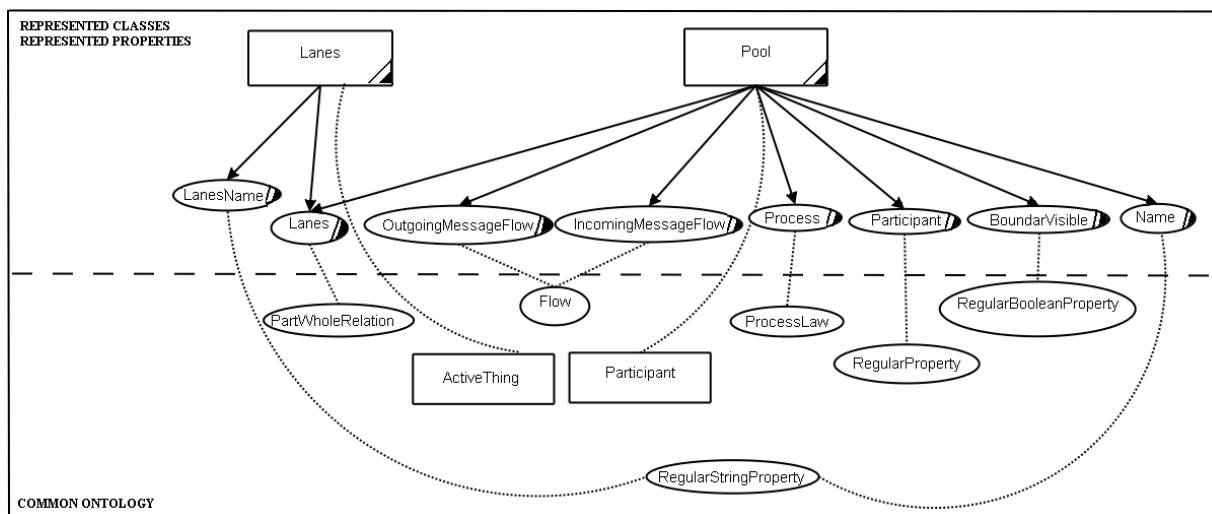 REPRESENTED CLASSES
REPRESENTED PROPERTIES
Lanes
Pool
LanesName
Lanes
OutgoingMessageFlow
IncomingMessageFlow
Process
Participant
BoundarVisible
Name
PartWholeRelation
Flow
ProcessLaw
RegularBooleanProperty
RegularProperty
ActiveThing
Participant
RegularStringProperty
COMMON ONTOLOGY